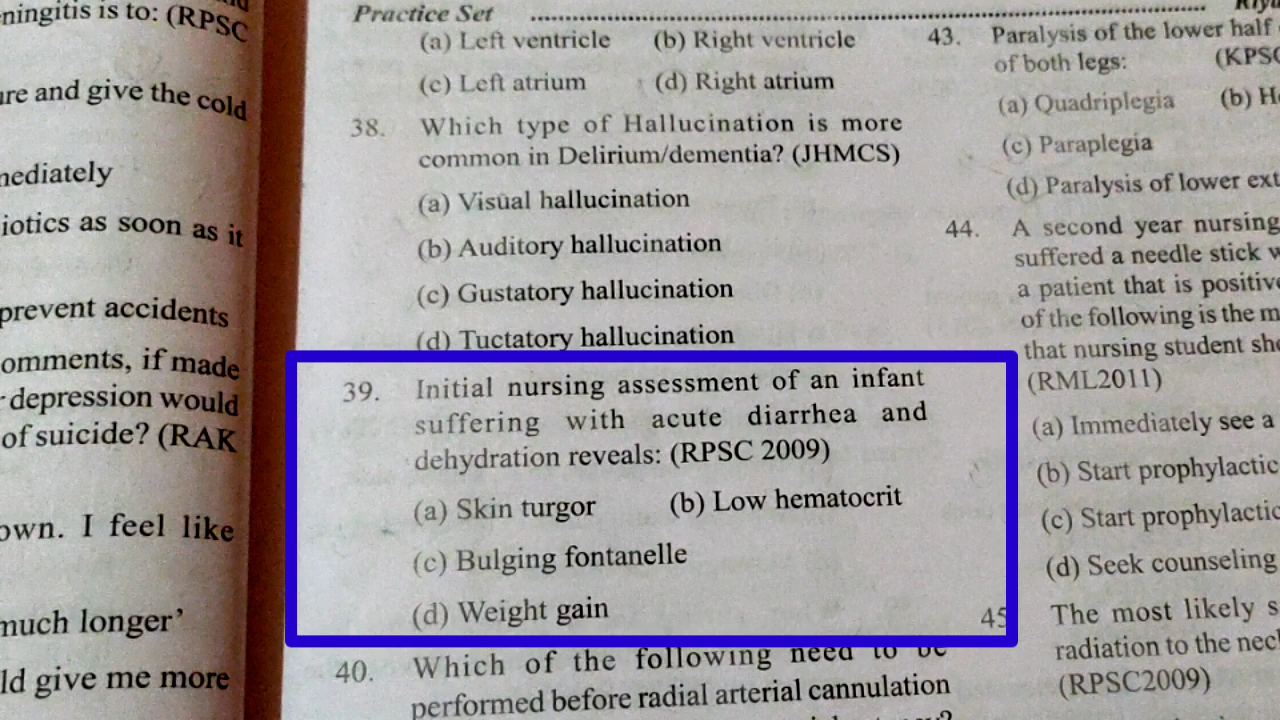 ningitis is to: (RPSC
ure and give the cold
mediately
iotics as soon as it
prevent accidents
omments, if made
depression would
of suicide? (RAK
own. I feel like
much longer’
ld give me more
Practice Set
(a) Left ventricle (b) Right ventricle
(c) Left atrium (d) Right atrium
38. Which type of Hallucination is more
common in Delirium/dementia? (JHMCS)
(a) Visual hallucination
(b) Auditory hallucination
(c) Gustatory hallucination
(d) Tuctatory hallucination
39. Initial nursing assessment of an infant
suffering with acute diarrhea and
dehydration reveals: (RPSC 2009)
(a) Skin turgor (b) Low hematocrit
(c) Bulging fontanelle
(d) Weight gain
40. Which of the following need to be
performed before radial arterial cannulation
43. Paralysis of the lower half
of both legs: (KPSC
(a) Quadriplegia (b) H
(c) Paraplegia
(d) Paralysis of lower ext
44. A second year nursing
suffered a needle stick w
a patient that is positive
of the following is the m
that nursing student sho
(RML2011)
(a) Immediately see a
(b) Start prophylactic
(c) Start prophylactic
(d) Seek counseling
45 The most likely s
radiation to the nec
(RPSC2009)